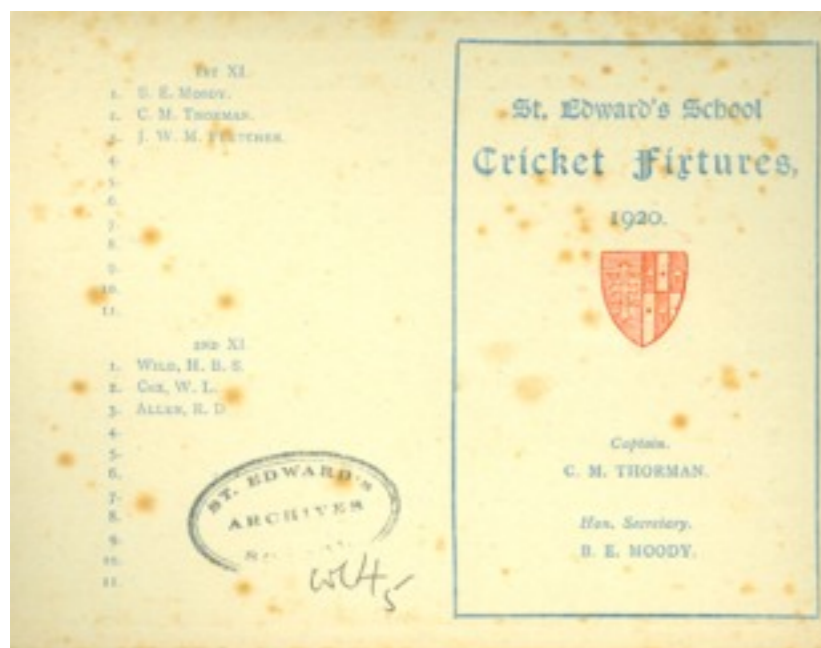 1st XI.
1. B. E. Moody.
2. C. M. Thorman.
3. J. W. M. Fletcher.
4.
5.
6.
7.
8.
9.
10.
11.
2nd XI
1. Wild, H. B. S.
2. Cox, W. L.
3. Allen, R. D
4.
5.
6.
7.
8.
9.
10.
11.
ST. EDWARD'S
ARCHIVES
St. Edward's School
Cricket Fixtures,
1920.
Captain.
C. M. THORMAN.
Hon. Secretary.
B. E. MOODY.